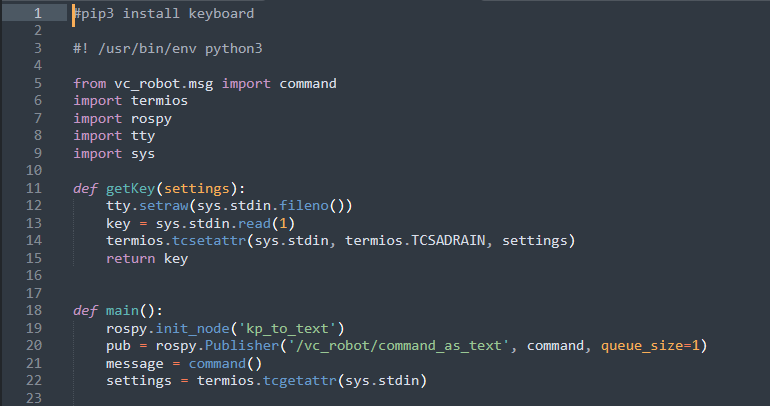 1 #pip3 install keyboard
2
3 #! /usr/bin/env python3
4
5 from vc_robot.msg import command
6 import termios
7 import rospy
8 import tty
9 import sys
10
11 def getKey(settings):
12     tty.setraw(sys.stdin.fileno())
13     key = sys.stdin.read(1)
14     termios.tcsetattr(sys.stdin, termios.TCSADRAIN, settings)
15     return key
16
17
18 def main():
19     rospy.init_node('kp_to_text')
20     pub = rospy.Publisher('/vc_robot/command_as_text', command, queue_size=1)
21     message = command()
22     settings = termios.tcgetattr(sys.stdin)
23